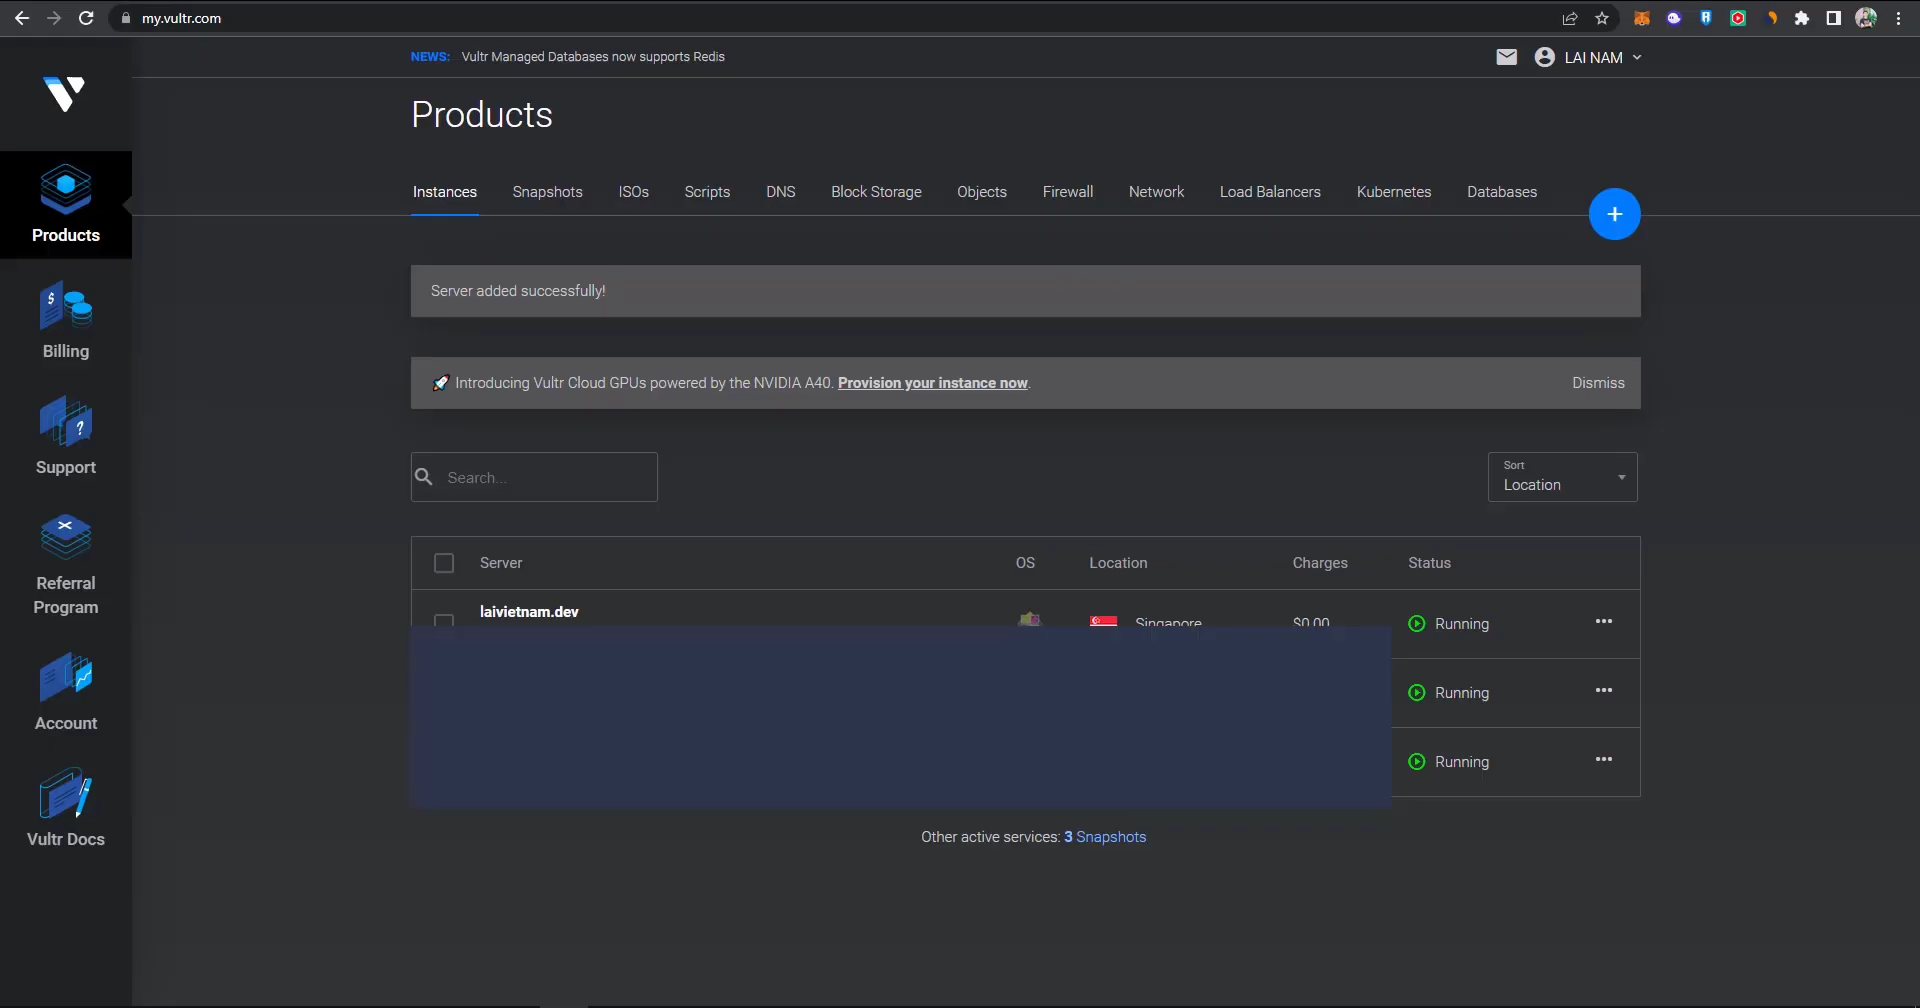 my.vultr.com
NEWS: Vultr Managed Databases now supports Redis
LAI NAM
Products
Instances Snapshots ISOs Scripts DNS Block Storage Objects Firewall Network Load Balancers Kubernetes Databases
+
Server added successfully!
Introducing Vultr Cloud GPUs powered by the NVIDIA A40. Provision your instance now.
Dismiss
Search...
Sort
Location
Server OS Location Charges Status
laivietnam.dev
Singapore $0.00 Running
Running
Running
Other active services: 3 Snapshots
Products
Billing
Support
Referral
Program
Account
Vultr Docs